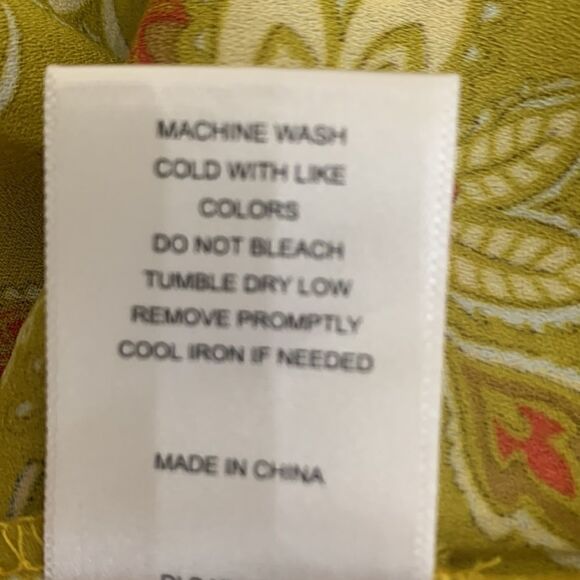 MACHINE WASH
COLD WITH LIKE
COLORS
DO NOT BLEACH
TUMBLE DRY LOW
REMOVE PROMPTLY
COOL IRON IF NEEDED
MADE IN CHINA